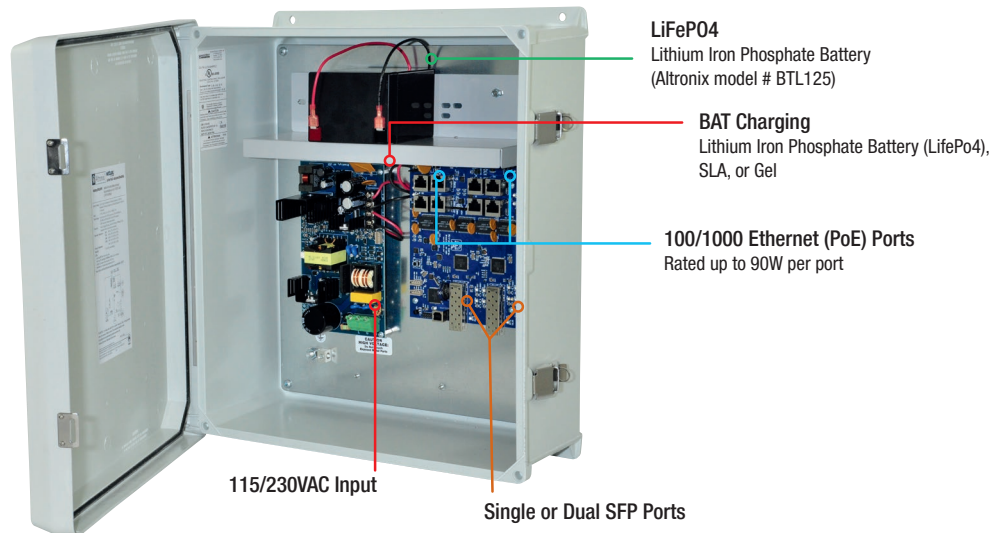 LiFePO4
Lithium Iron Phosphate Battery
(Altronix model # BTL125)
BAT Charging
Lithium Iron Phosphate Battery (LifePo4),
SLA, or Gel
100/1000 Ethernet (PoE) Ports
Rated up to 90W per port
CAUTION
HIGH VOLTAGE!
115/230VAC Input
Single or Dual SFP Ports